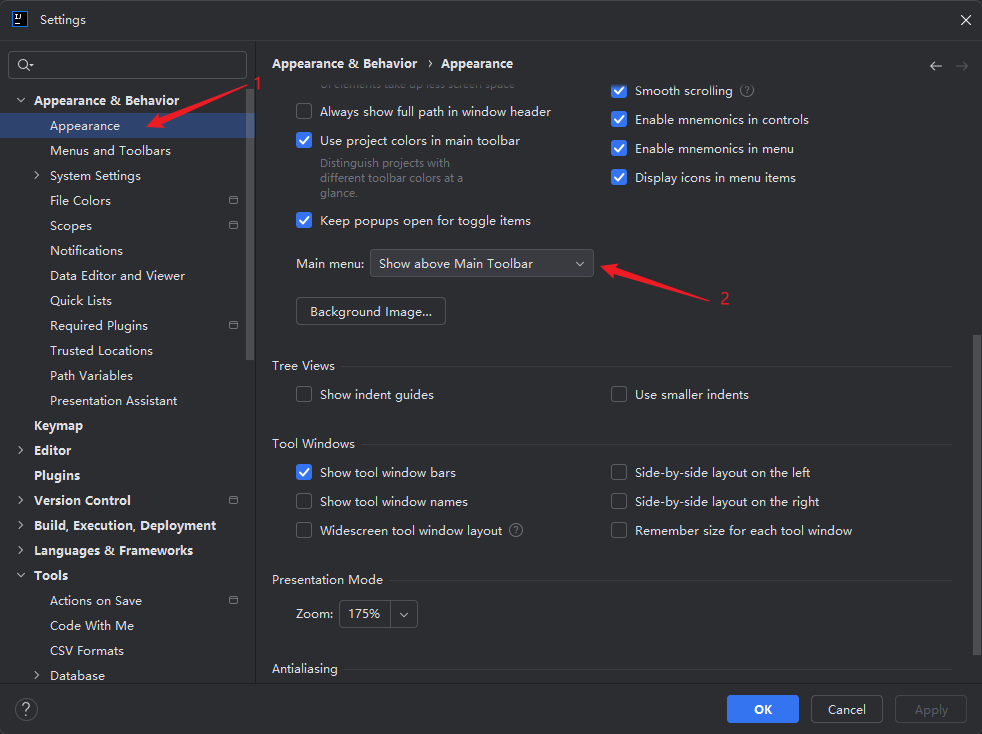 Settings
Appearance & Behavior
Appearance
Menus and Toolbars
System Settings
File Colors
Scopes
Notifications
Data Editor and Viewer
Quick Lists
Required Plugins
Trusted Locations
Path Variables
Presentation Assistant
Keymap
Editor
Plugins
Version Control
Build, Execution, Deployment
Languages & Frameworks
Tools
Actions on Save
Code With Me
CSV Formats
Database
1
Appearance & Behavior › Appearance
UI elements take up less screen space
Always show full path in window header
Use project colors in main toolbar
Distinguish projects with
different toolbar colors at a
glance.
Keep popups open for toggle items
Smooth scrolling ?
Enable mnemonics in controls
Enable mnemonics in menu
Display icons in menu items
Main menu: Show above Main Toolbar
2
Background Image...
Tree Views
Show indent guides
Use smaller indents
Tool Windows
Show tool window bars
Side-by-side layout on the left
Show tool window names
Side-by-side layout on the right
Widescreen tool window layout ?
Remember size for each tool window
Presentation Mode
Zoom: 175%
Antialiasing
?
OK
Cancel
Apply